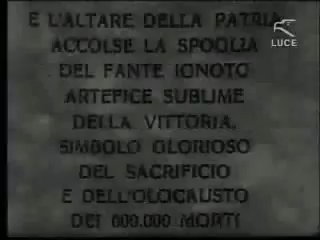 E L'ALTARE DELLA PATRIA
ACCOLSE LA SPOGLIA
DEL FANTE IGNOTO
ARTEFICE SUBLIME
DELLA VITTORIA,
SIMBOLO GLORIOSO
DEL SACRIFICIO
E DELL'OLOCAUSTO
DEI 600.000 MORTI
LUCE